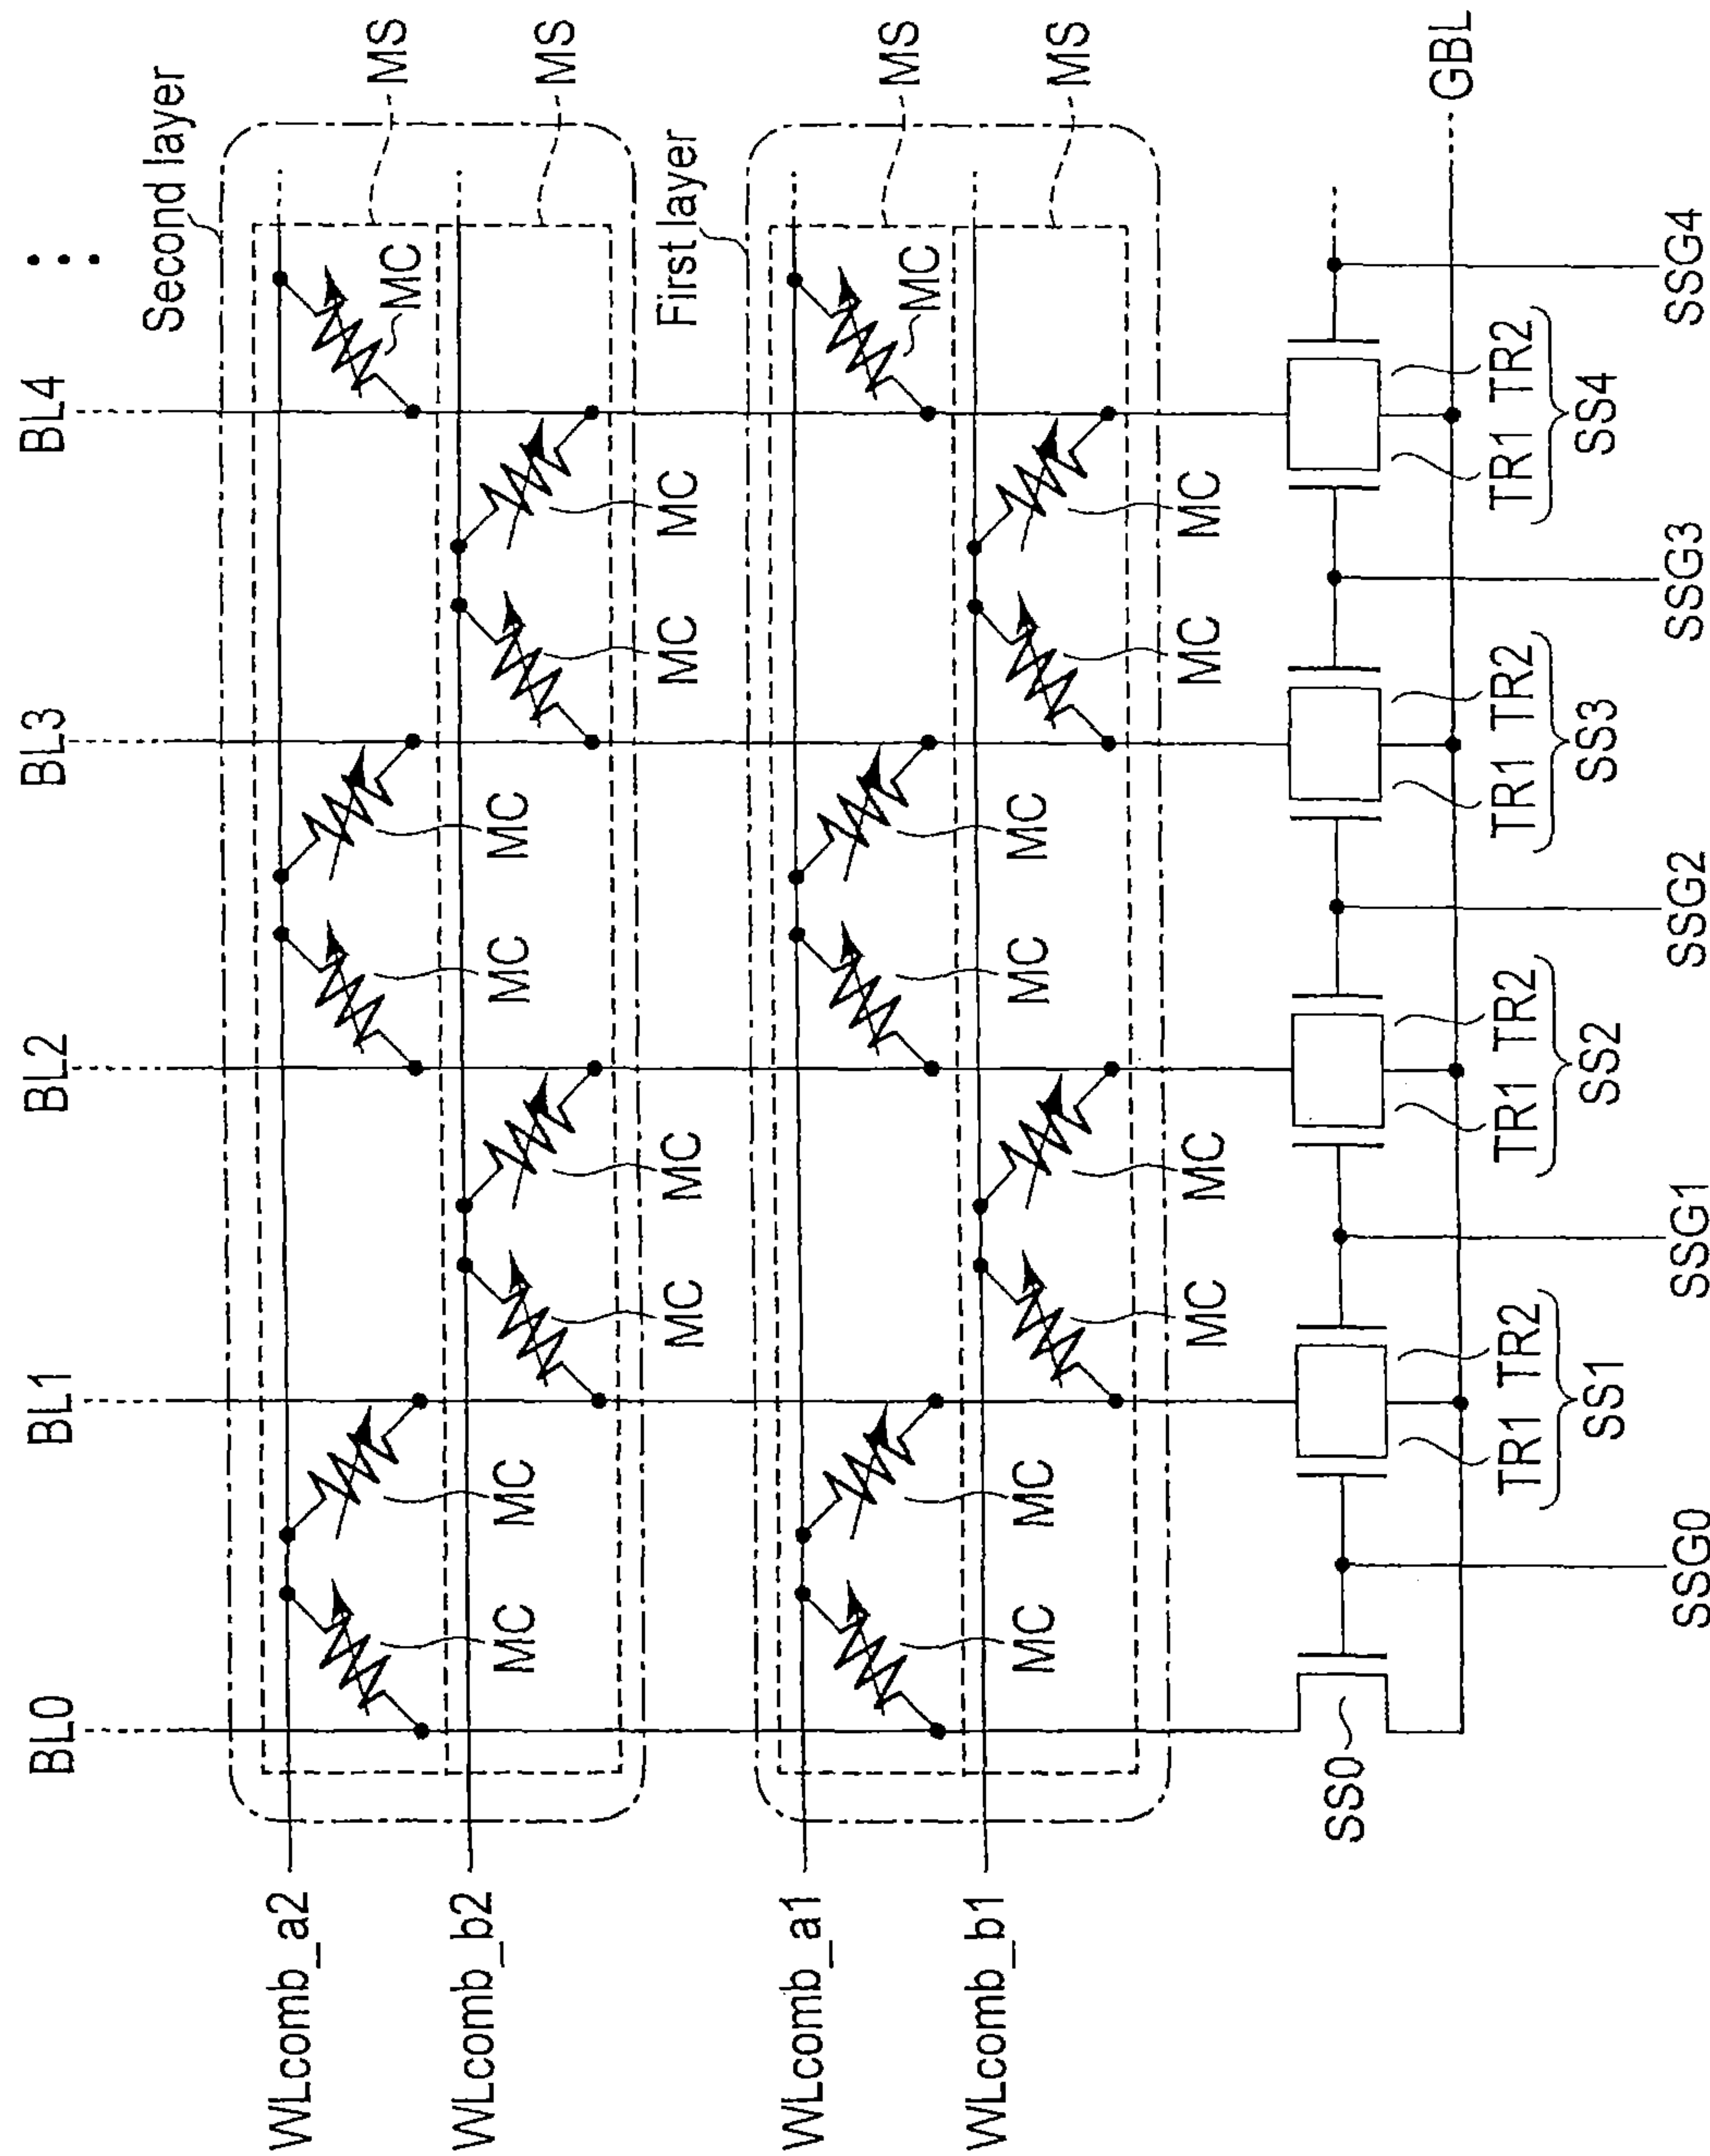 BL0 BL1 BL2 BL3 BL4
Second layer
WLcomb_a2
MC MS
WLcomb_b2
MC MC MC MC MS
MC MC MC MC
First layer
WLcomb_a1
MC MS
WLcomb_b1
MC MC MC MC MS
MC MC MC MC
SS0
GBL
TR1 TR2 TR1 TR2 TR1 TR2 TR1 TR2
SS1 SS2 SS3 SS4
SSG0 SSG1 SSG2 SSG3 SSG4